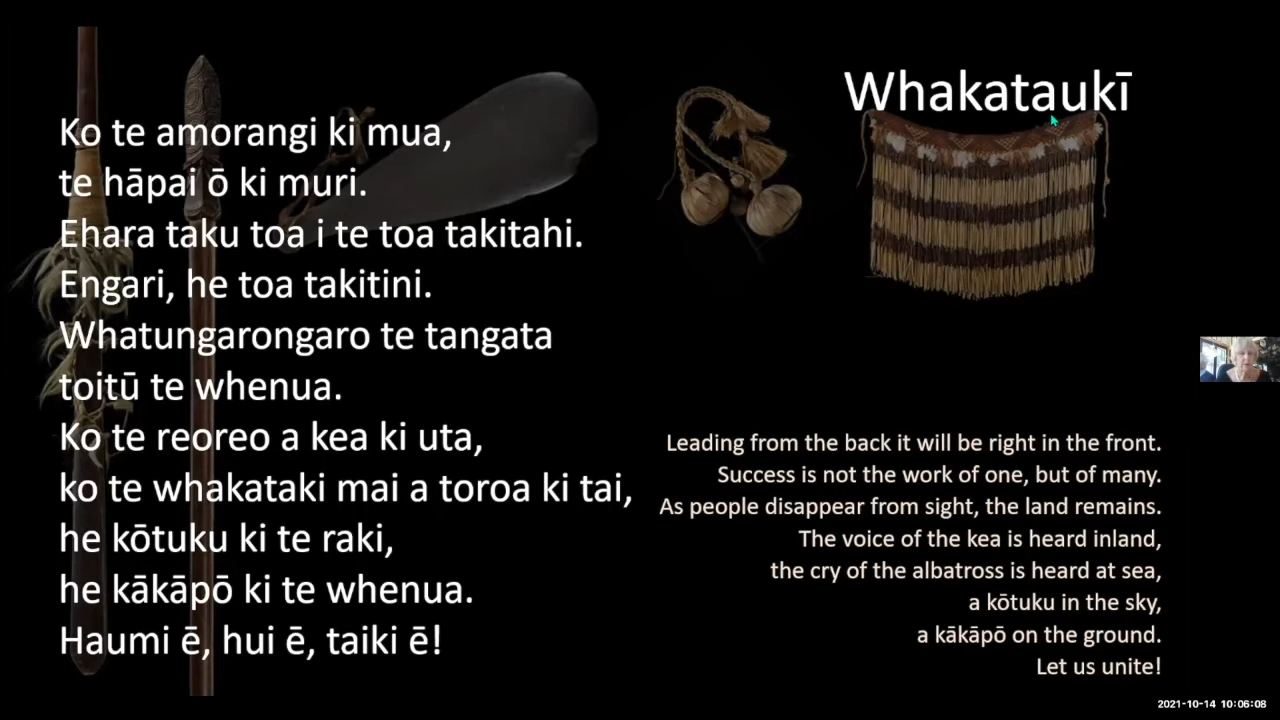 Whakataukī
Ko te amorangi ki mua,
te hāpai ō ki muri.
Ehara taku toa i te toa takitahi.
Engari, he toa takitini.
Whatungarongaro te tangata
toitū te whenua.
Ko te reoreo a kea ki uta,
ko te whakataki mai a toroa ki tai,
he kōtuku ki te raki,
he kākāpō ki te whenua.
Haumi ē, hui ē, taiki ē!
Leading from the back it will be right in the front.
Success is not the work of one, but of many.
As people disappear from sight, the land remains.
The voice of the kea is heard inland,
the cry of the albatross is heard at sea,
a kōtuku in the sky,
a kākāpō on the ground.
Let us unite!
2021-10-14 10:06:08